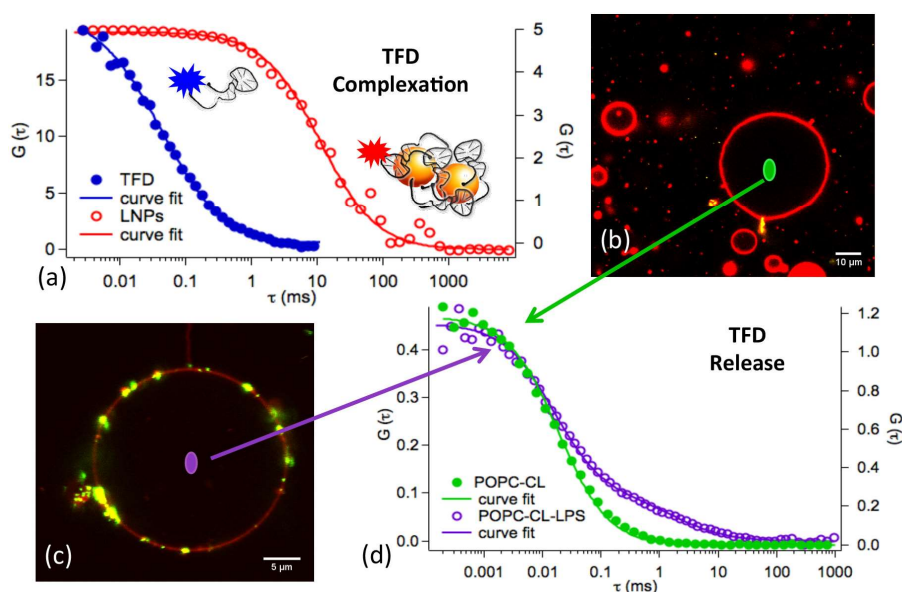 TFD
Complexation
G (τ)
15
10
5
0
5
4
3
2
1
0
G (τ)
TFD
curve fit
LNPs
curve fit
0.01 0.1 1 10 100 1000
τ (ms)
(a)
(b)
10 µm
(c)
5 µm
TFD
Release
G (τ)
0.4
0.3
0.2
0.1
0.0
1.2
1.0
0.8
0.6
0.4
0.2
0.0
G (τ)
POPC-CL
curve fit
POPC-CL-LPS
curve fit
0.001 0.01 0.1 1 10 100 1000
τ (ms)
(d)